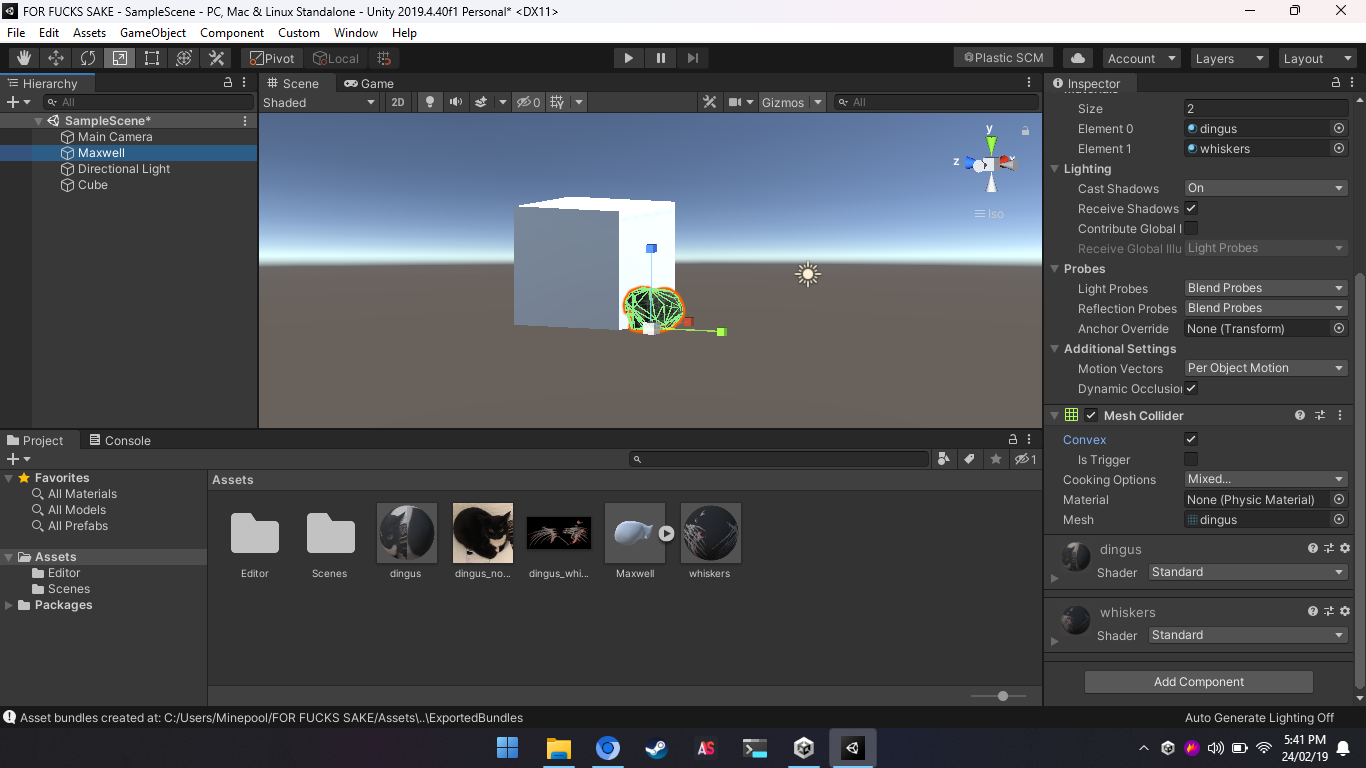 FOR FUCKS SAKE - SampleScene - PC, Mac & Linux Standalone - Unity 2019.4.40f1 Personal* <DX11>
File Edit Assets GameObject Component Custom Window Help
Pivot Local Plastic SCM Account Layers Layout
Hierarchy
All
SampleScene*
Main Camera
Maxwell
Directional Light
Cube
Scene Game
Shaded 2D 0 Gizmos All
y
z
Iso
Inspector
Size 2
Element 0 dingus
Element 1 whiskers
Lighting
Cast Shadows On
Receive Shadows
Contribute Global I
Receive Global Illu Light Probes
Probes
Light Probes Blend Probes
Reflection Probes Blend Probes
Anchor Override None (Transform)
Additional Settings
Motion Vectors Per Object Motion
Dynamic Occlusion
Mesh Collider
Convex
Is Trigger
Cooking Options Mixed...
Material None (Physic Material)
Mesh dingus
dingus
Shader Standard
whiskers
Shader Standard
Add Component
Project Console
1
Favorites
All Materials
All Models
All Prefabs
Assets
Editor
Scenes
Packages
Assets
Editor Scenes dingus dingus_no... dingus_whi... Maxwell whiskers
Asset bundles created at: C:/Users/Minepool/FOR FUCKS SAKE/Assets\..\ExportedBundles
Auto Generate Lighting Off
AS
5:41 PM
24/02/19